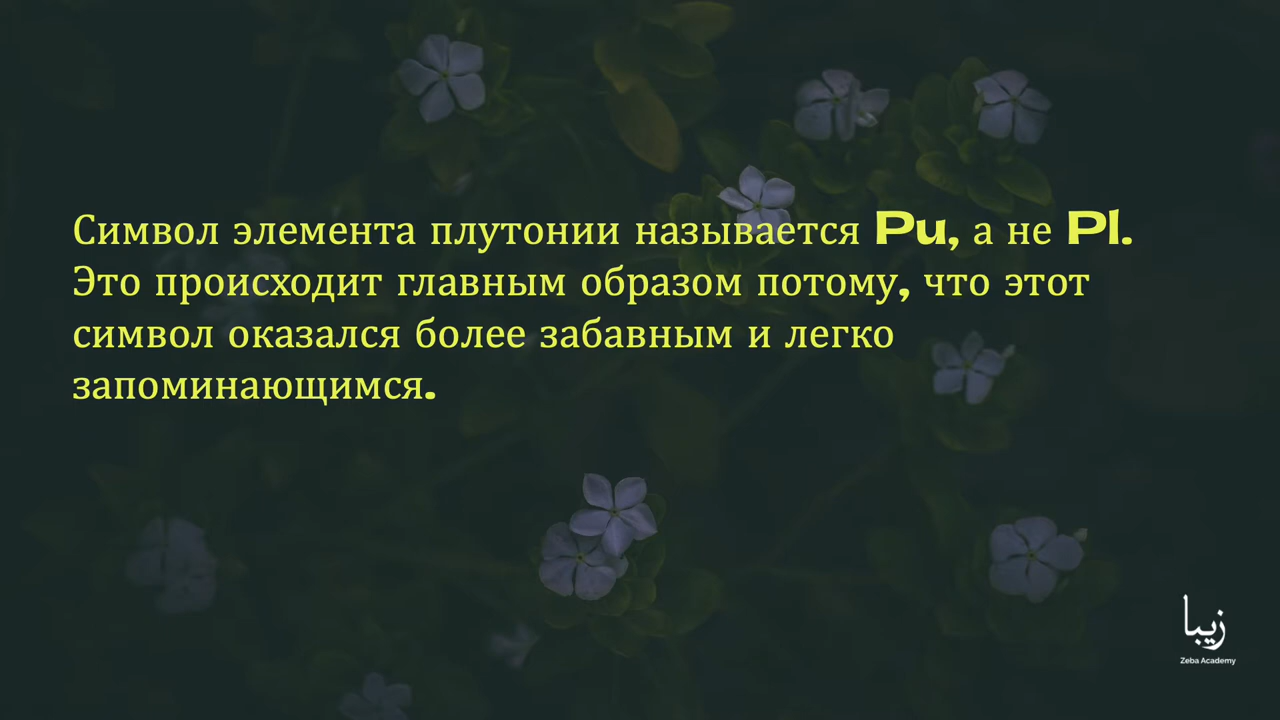 Символ элемента плутонии называется Pu, а не Pl.
Это происходит главным образом потому, что этот
символ оказался более забавным и легко
запоминающимся.
زیبا
Zeba Academy